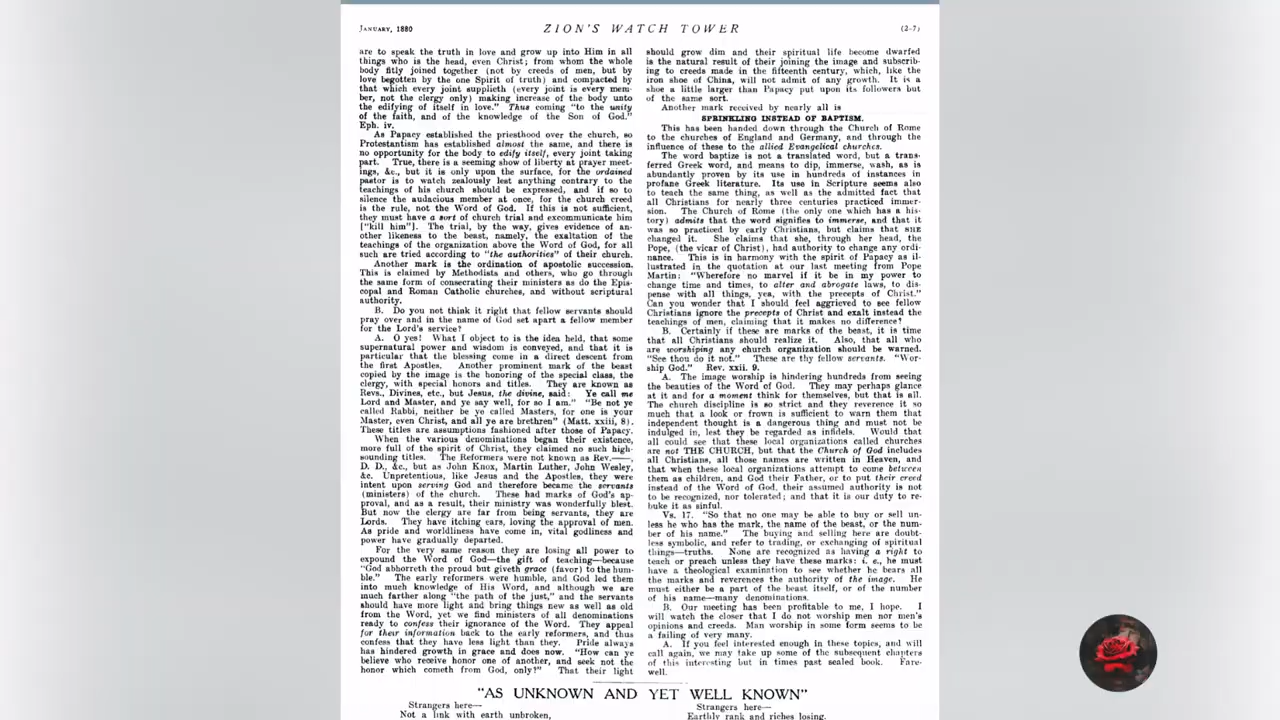 JANUARY, 1880
ZION'S WATCH TOWER
(2-7)
are to speak the truth in love and grow up into Him in all
things who is the head, even Christ; from whom the whole
body fitly joined together (not by creeds of men, but by
love begotten by the one Spirit of truth) and compacted by
that which every joint supplieth (every joint is every mem-
ber, not the clergy only) making increase of the body unto
the edifying of itself in love." Thus coming "to the unity
of the faith, and of the knowledge of the Son of God."
Eph. iv.
As Papacy established the priesthood over the church, so
Protestantism has established almost the same, and there is
no opportunity for the body to edify itself, every joint taking
part. True, there is a seeming show of liberty at prayer meet-
ings, &c., but it is only upon the surface, for the ordained
pastor is to watch zealously lest anything contrary to the
teachings of his church should be expressed, and if so to
silence the audacious member at once, for the church creed
is the rule, not the Word of God. If this is not sufficient,
they must have a sort of church trial and excommunicate him
["kill him"]. The trial, by the way, gives evidence of an-
other likeness to the beast, namely, the exaltation of the
teachings of the organization above the Word of God, for all
such are tried according to "the authorities" of their church.
Another mark is the ordination of apostolic succession.
This is claimed by Methodists and others, who go through
the same form of consecrating their ministers as do the Epis-
copal and Roman Catholic churches, and without scriptural
authority.
B. Do you not think it right that fellow servants should
pray over and in the name of God set apart a fellow member
for the Lord's service?
A. O yes! What I object to is the idea held, that some
supernatural power and wisdom is conveyed, and that it is
particular that the blessing come in a direct descent from
the first Apostles. Another prominent mark of the beast
copied by the image is the honoring of the special class, the
clergy, with special honors and titles. They are known as
Revs., Divines, etc., but Jesus, the divine, said: Ye call me
Lord and Master, and ye say well, for so I am." "Be not ye
called Rabbi, neither be ye called Masters, for one is your
Master, even Christ, and all ye are brethren" (Matt. xxiii, 8).
These titles are assumptions fashioned after those of Papacy.
When the various denominations began their existence,
more full of the spirit of Christ, they claimed no such high-
sounding titles. The Reformers were not known as Rev.——,
D. D., &c., but as John Knox, Martin Luther, John Wesley,
&c. Unpretentious, like Jesus and the Apostles, they were
intent upon serving God and therefore became the servants
(ministers) of the church. These had marks of God's ap-
proval, and as a result, their ministry was wonderfully blest.
But now the clergy are far from being servants, they are
Lords. They have itching ears, loving the approval of men.
As pride and worldliness have come in, vital godliness and
power have gradually departed.
For the very same reason they are losing all power to
expound the Word of God—the gift of teaching—because
"God abhorreth the proud but giveth grace (favor) to the hum-
ble." The early reformers were humble, and God led them
into much knowledge of His Word, and although we are
much farther along "the path of the just," and the servants
should have more light and bring things new as well as old
from the Word, yet we find ministers of all denominations
ready to confess their ignorance of the Word. They appeal
for their information back to the early reformers, and thus
confess that they have less light than they. Pride always
has hindered growth in grace and does now. "How can ye
believe who receive honor one of another, and seek not the
honor which cometh from God, only?" That their light
should grow dim and their spiritual life become dwarfed
is the natural result of their joining the image and subscrib-
ing to creeds made in the fifteenth century, which, like the
iron shoe of China, will not admit of any growth. It is a
shoe a little larger than Papacy put upon its followers but
of the same sort.
Another mark received by nearly all is
SPRINKLING INSTEAD OF BAPTISM.
This has been handed down through the Church of Rome
to the churches of England and Germany, and through the
influence of these to the allied Evangelical churches.
The word baptize is not a translated word, but a trans-
ferred Greek word, and means to dip, immerse, wash, as is
abundantly proven by its use in hundreds of instances in
profane Greek literature. Its use in Scripture seems also
to teach the same thing, as well as the admitted fact that
all Christians for nearly three centuries practiced immer-
sion. The Church of Rome (the only one which has a his-
tory) admits that the word signifies to immerse, and that it
was so practiced by early Christians, but claims that SHE
changed it. She claims that she, through her head, the
Pope, (the vicar of Christ), had authority to change any ordi-
nance. This is in harmony with the spirit of Papacy as il-
lustrated in the quotation at our last meeting from Pope
Martin: "Wherefore no marvel if it be in my power to
change time and times, to alter and abrogate laws, to dis-
pense with all things, yea, with the precepts of Christ."
Can you wonder that I should feel aggrieved to see fellow
Christians ignore the precepts of Christ and exalt instead the
teachings of men, claiming that it makes no difference?
B. Certainly if these are marks of the beast, it is time
that all Christians should realize it. Also, that all who
are worshiping any church organization should be warned.
"See thou do it not." These are thy fellow servants. "Wor-
ship God." Rev. xxii. 9.
A. The image worship is hindering hundreds from seeing
the beauties of the Word of God. They may perhaps glance
at it and for a moment think for themselves, but that is all.
The church discipline is so strict and they reverence it so
much that a look or frown is sufficient to warn them that
independent thought is a dangerous thing and must not be
indulged in, lest they be regarded as infidels. Would that
all could see that these local organizations called churches
are not THE CHURCH, but that the Church of God includes
all Christians, all those names are written in Heaven, and
that when these local organizations attempt to come between
them as children, and God their Father, or to put their creed
instead of the Word of God, their assumed authority is not
to be recognized, nor tolerated; and that it is our duty to re-
buke it as sinful.
Vs. 17. "So that no one may be able to buy or sell un-
less he who has the mark, the name of the beast, or the num-
ber of his name." The buying and selling here are doubt-
less symbolic, and refer to trading, or exchanging of spiritual
things—truths. None are recognized as having a right to
teach or preach unless they have these marks: i. e., he must
have a theological examination to see whether he bears all
the marks and reverences the authority of the image. He
must either be a part of the beast itself, or of the number
of his name—many denominations.
B. Our meeting has been profitable to me, I hope. I
will watch the closer that I do not worship men nor men's
opinions and creeds. Man worship in some form seems to be
a failing of very many.
A. If you feel interested enough in these topics, and will
call again, we may take up some of the subsequent chapters
of this interesting but in times past sealed book. Fare-
well.
"AS UNKNOWN AND YET WELL KNOWN"
Strangers here—
Not a link with earth unbroken,
Strangers here—
Earthly rank and riches losing.